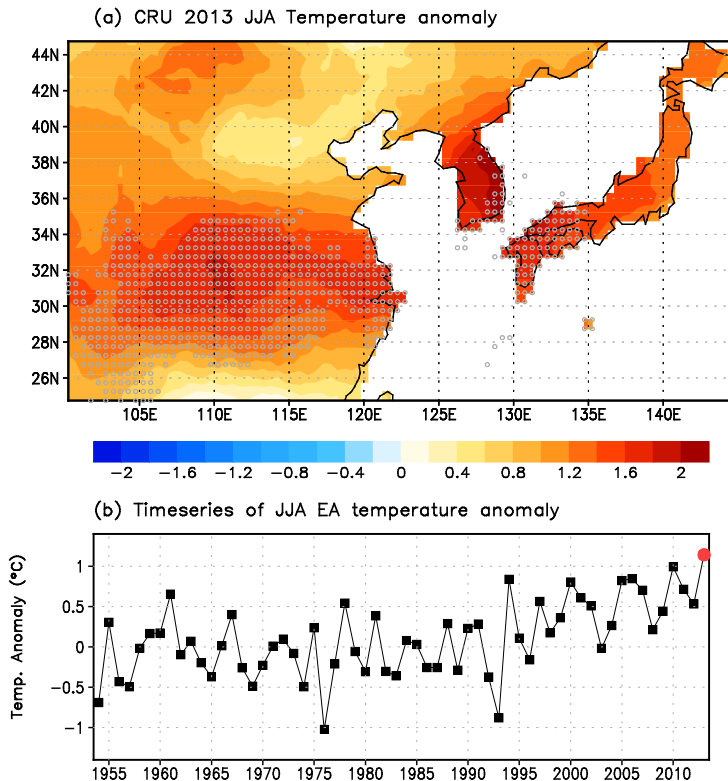 (a) CRU 2013 JJA Temperature anomaly
44N
42N
40N
38N
36N
34N
32N
30N
28N
26N
105E 110E 115E 120E 125E 130E 135E 140E
−2 −1.6 −1.2 −0.8 −0.4 0 0.4 0.8 1.2 1.6 2
(b) Timeseries of JJA EA temperature anomaly
Temp. Anomaly (°C)
1
0.5
0
−0.5
−1
1955 1960 1965 1970 1975 1980 1985 1990 1995 2000 2005 2010